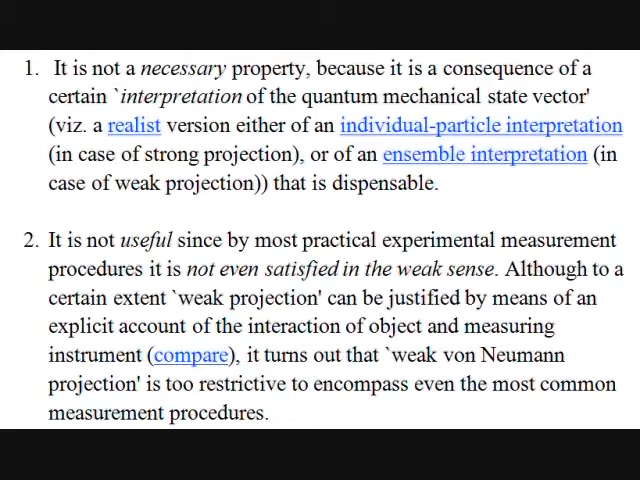 1. It is not a necessary property, because it is a consequence of a
certain `interpretation of the quantum mechanical state vector'
(viz. a realist version either of an individual-particle interpretation
(in case of strong projection), or of an ensemble interpretation (in
case of weak projection)) that is dispensable.
2. It is not useful since by most practical experimental measurement
procedures it is not even satisfied in the weak sense. Although to a
certain extent `weak projection' can be justified by means of an
explicit account of the interaction of object and measuring
instrument (compare), it turns out that `weak von Neumann
projection' is too restrictive to encompass even the most common
measurement procedures.